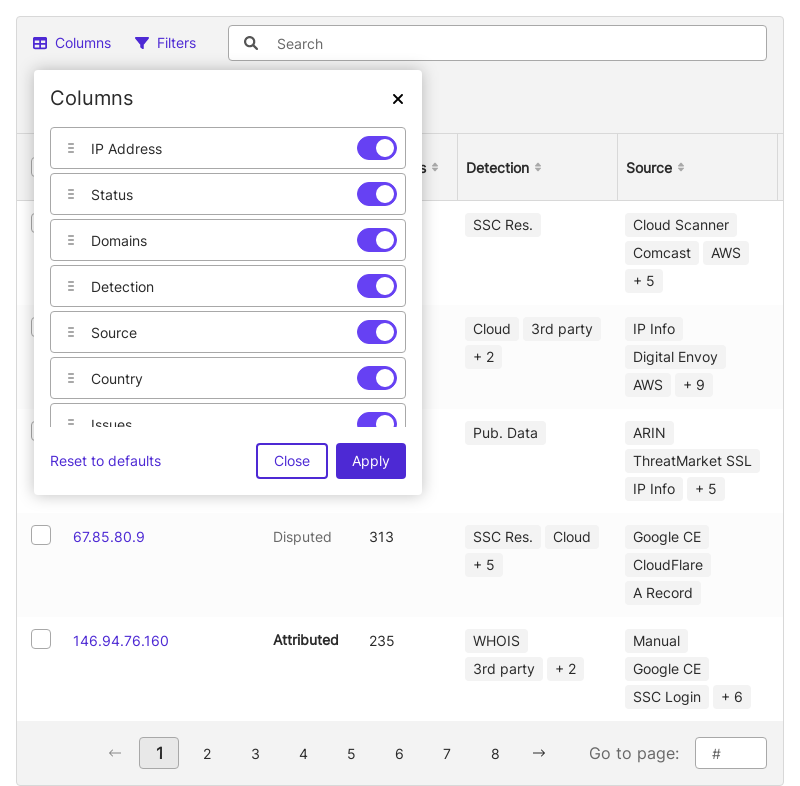 Columns Filters Search
Columns
IP Address
Status
Domains
Detection
Source
Country
Issues
Reset to defaults Close Apply
s Detection Source
SSC Res. Cloud Scanner
Comcast AWS
+ 5
Cloud 3rd party IP Info
+ 2 Digital Envoy
AWS + 9
Pub. Data ARIN
ThreatMarket SSL
IP Info + 5
67.85.80.9 Disputed 313 SSC Res. Cloud Google CE
+ 5 CloudFlare
A Record
146.94.76.160 Attributed 235 WHOIS Manual
3rd party + 2 Google CE
SSC Login + 6
← 1 2 3 4 5 6 7 8 → Go to page: #